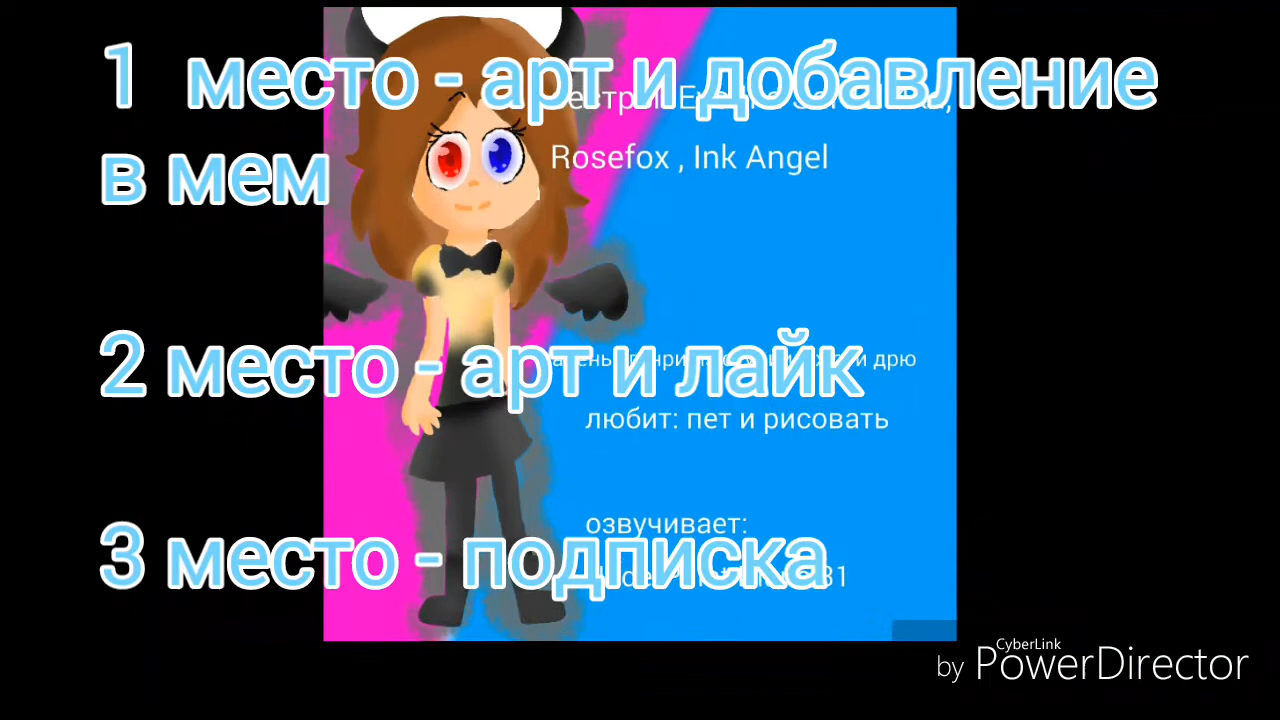 1 место - арт и добавление
в мем
Rosefox , Ink Angel
2 место - арт и лайк
и дрю
любит: пет и рисовать
озвучивает:
3 место - подписка
CyberLink
by PowerDirector